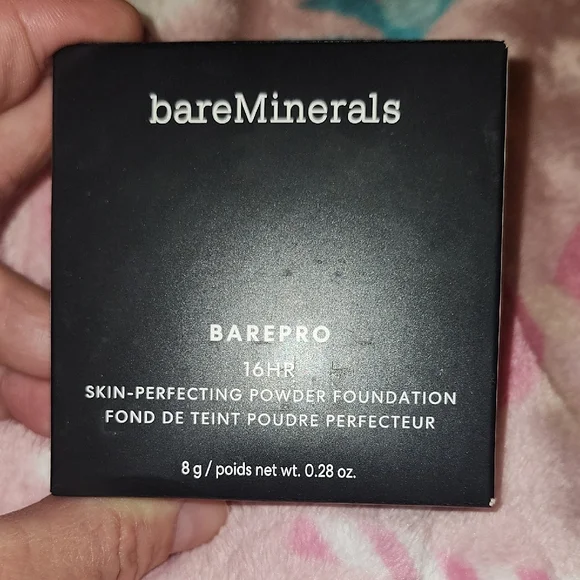 bareMinerals
BAREPRO
16HR
SKIN-PERFECTING POWDER FOUNDATION
FOND DE TEINT POUDRE PERFECTEUR
8 g / poids net wt. 0.28 oz.